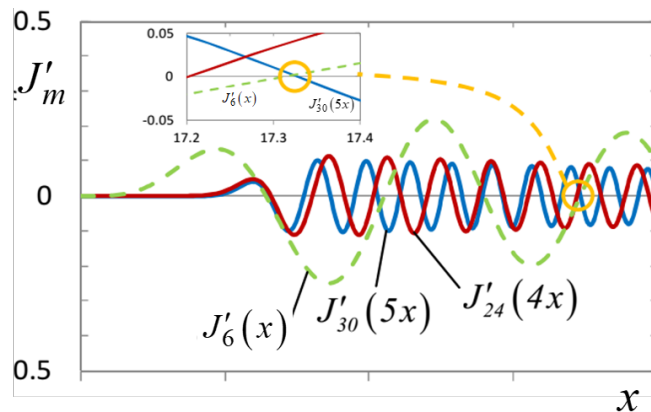 0.5
J′ₘ
0
0.5
0.05
0
-0.05
17.2
17.3
17.4
J′₆(x)
J′₃₀(5x)
J′₆(x)
J′₃₀(5x)
J′₂₄(4x)
x